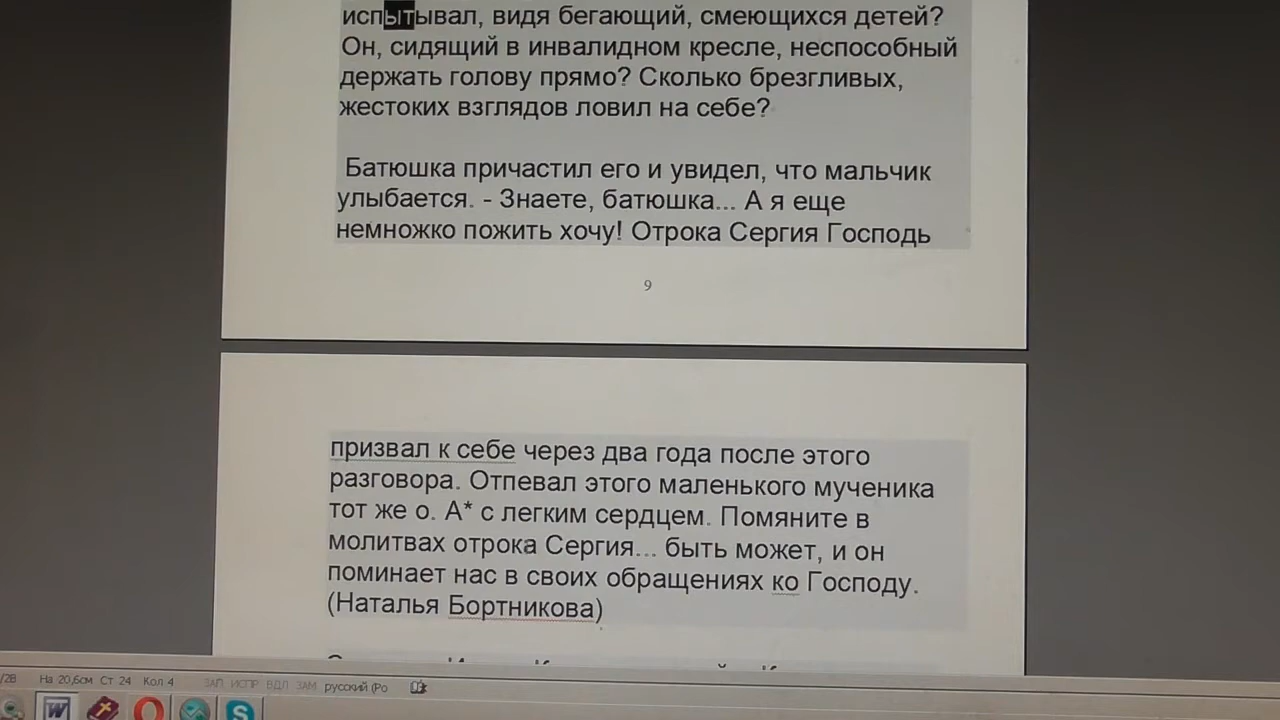 испытывал, видя бегающий, смеющихся детей?
Он, сидящий в инвалидном кресле, неспособный
держать голову прямо? Сколько брезгливых,
жестоких взглядов ловил на себе?
Батюшка причастил его и увидел, что мальчик
улыбается. - Знаете, батюшка... А я еще
немножко пожить хочу! Отрока Сергия Господь
9
призвал к себе через два года после этого
разговора. Отпевал этого маленького мученика
тот же о. А* с легким сердцем. Помяните в
молитвах отрока Сергия... быть может, и он
поминает нас в своих обращениях ко Господу.
(Наталья Бортникова)
/28 На 20,6см Ст 24 Кол 4 ЗАП ИСПР ВДЛ ЗАМ русский (Ро